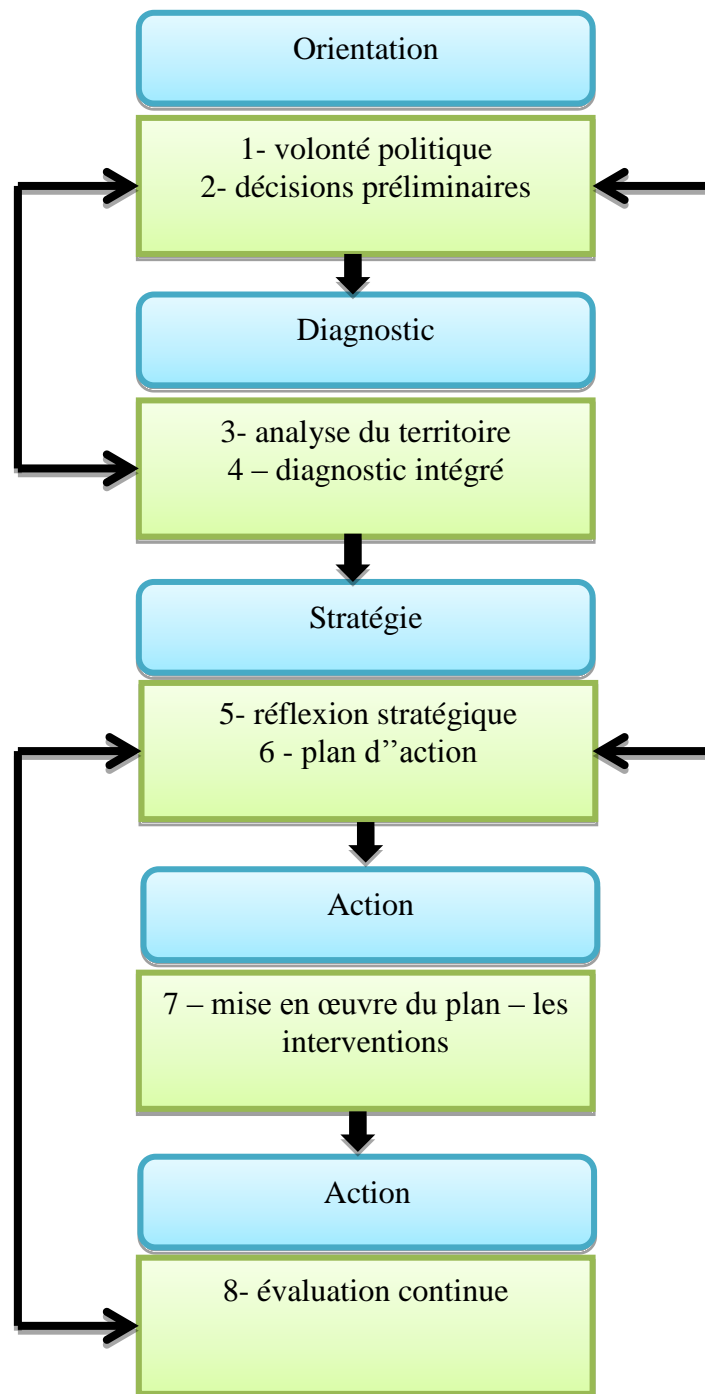 Orientation
1- volonté politique
2- décisions préliminaires
Diagnostic
3- analyse du territoire
4 – diagnostic intégré
Stratégie
5- réflexion stratégique
6 - plan d’’action
Action
7 – mise en œuvre du plan – les
interventions
Action
8- évaluation continue